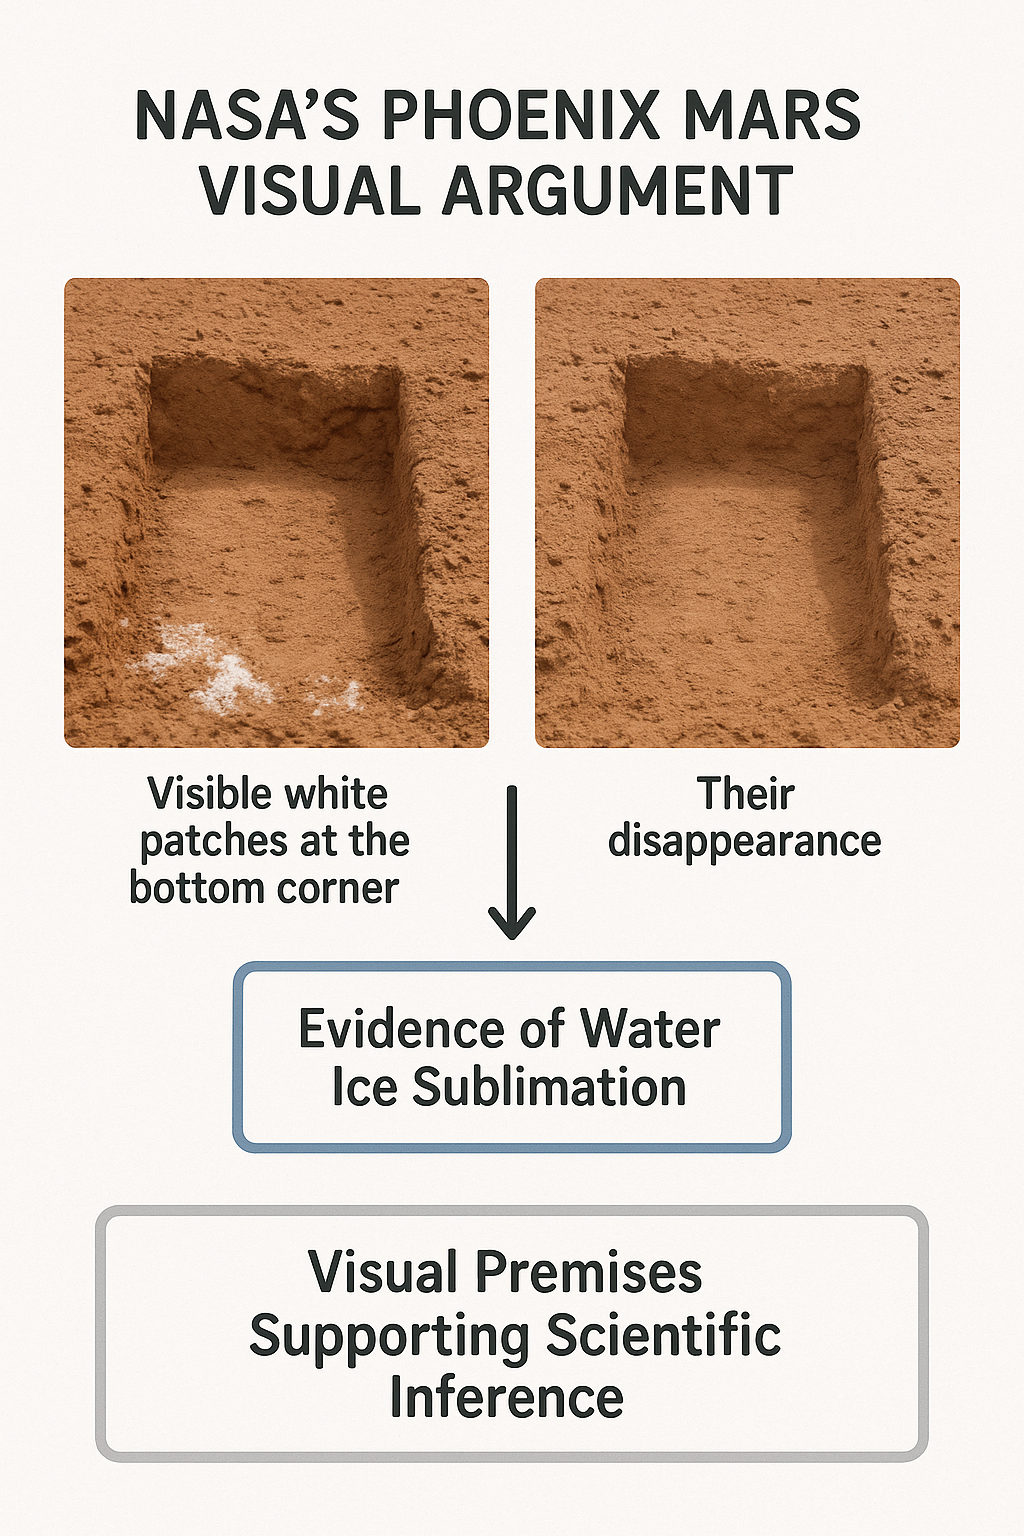 NASA’S PHOENIX MARS
VISUAL ARGUMENT
Visible white
patches at the
bottom corner
Their
disappearance
Evidence of Water
Ice Sublimation
Visual Premises
Supporting Scientific
Inference